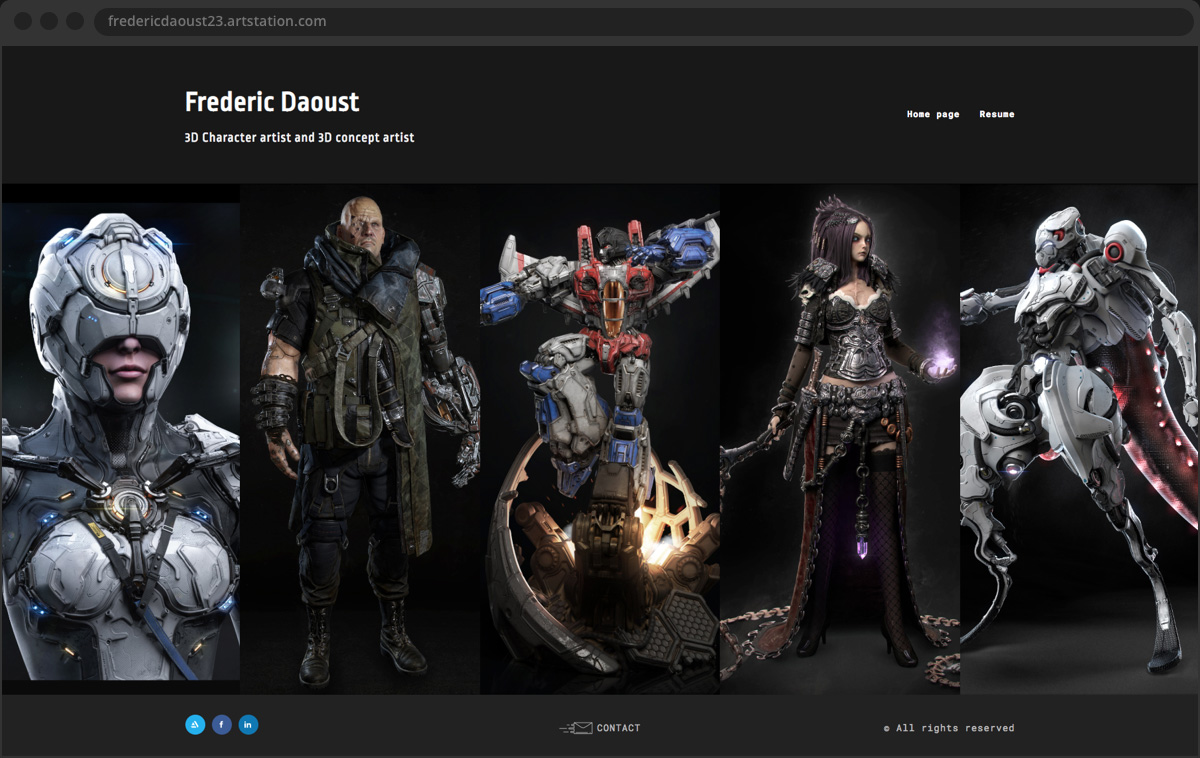 fredericdaoust23.artstation.com
Frederic Daoust
3D Character artist and 3D concept artist
Home page Resume
CONTACT
© All rights reserved